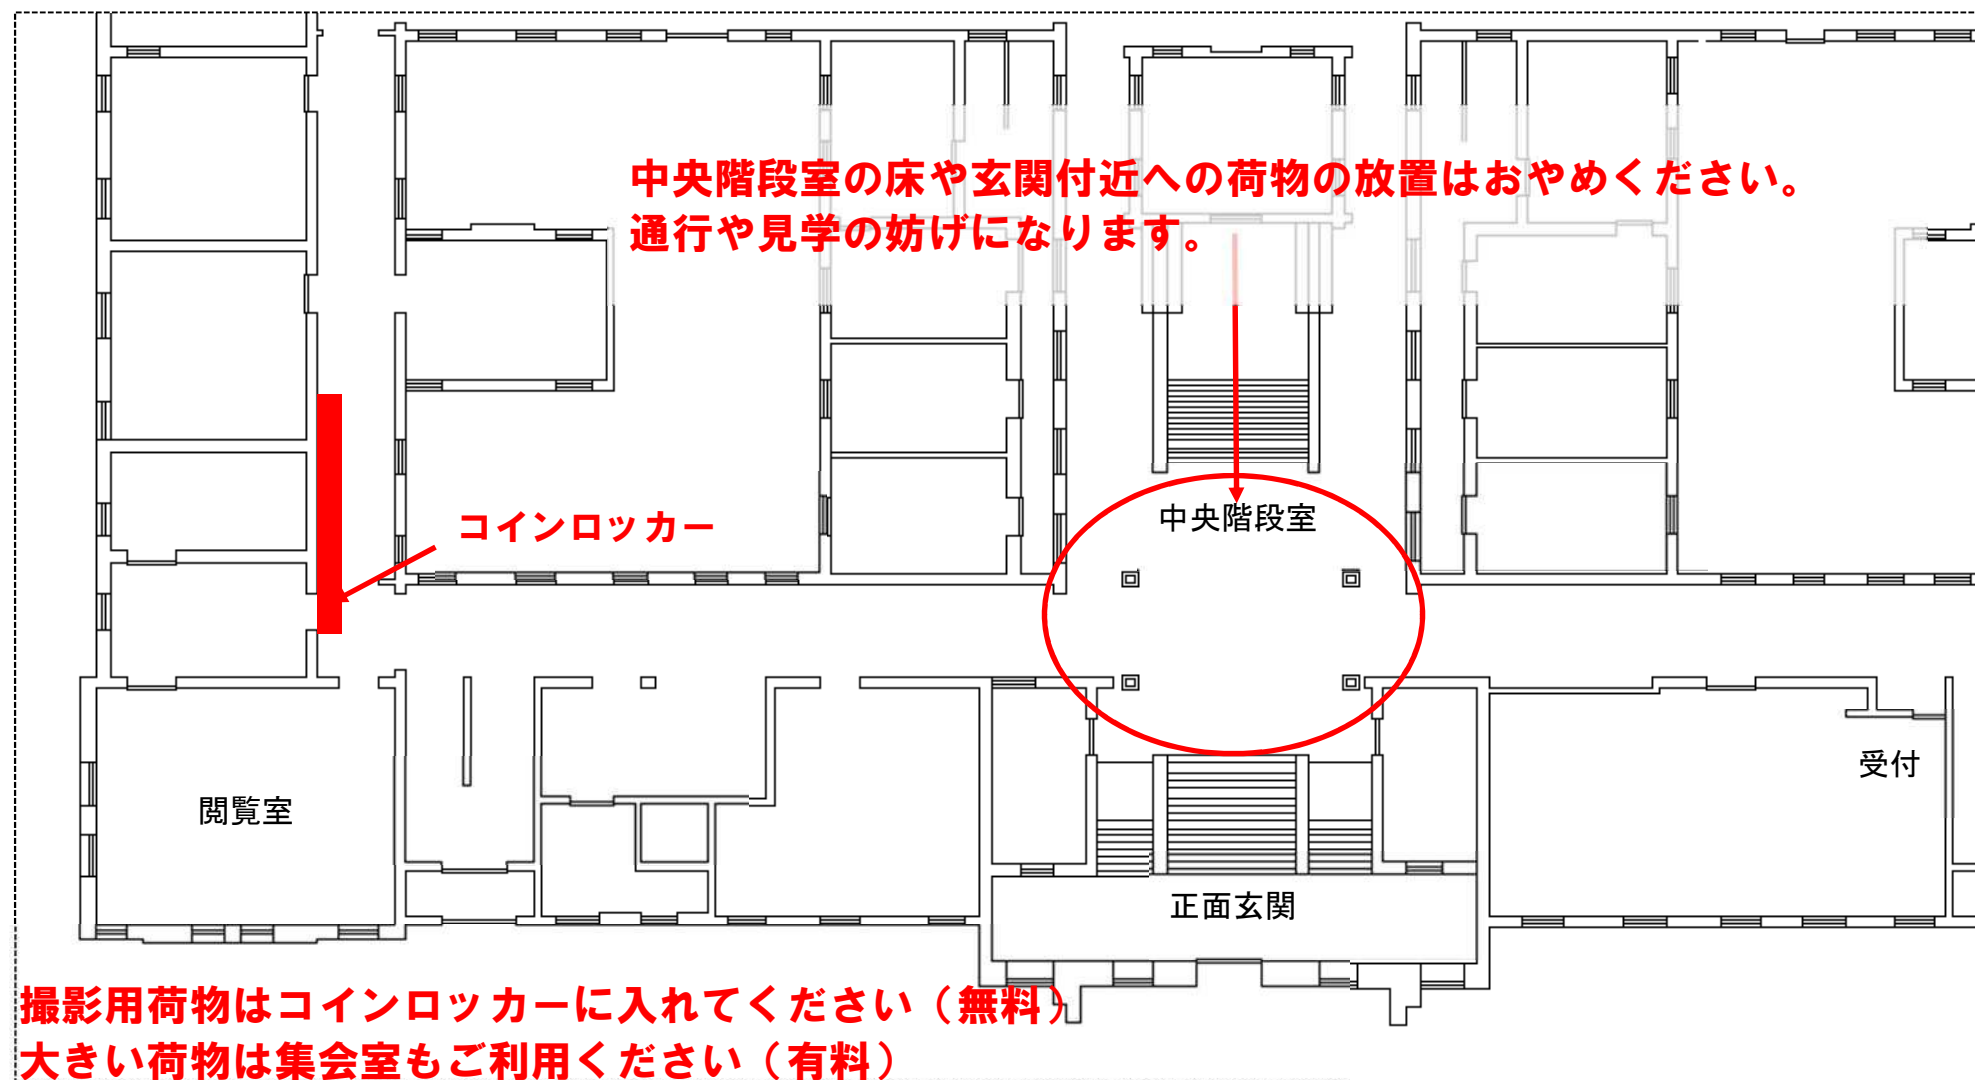 中央階段室の床や玄関付近への荷物の放置はおやめください。
通行や見学の妨げになります。
コインロッカー
中央階段室
受付
閲覧室
正面玄関
撮影用荷物はコインロッカーに入れてください（無料）
大きい荷物は集会室もご利用ください（有料）